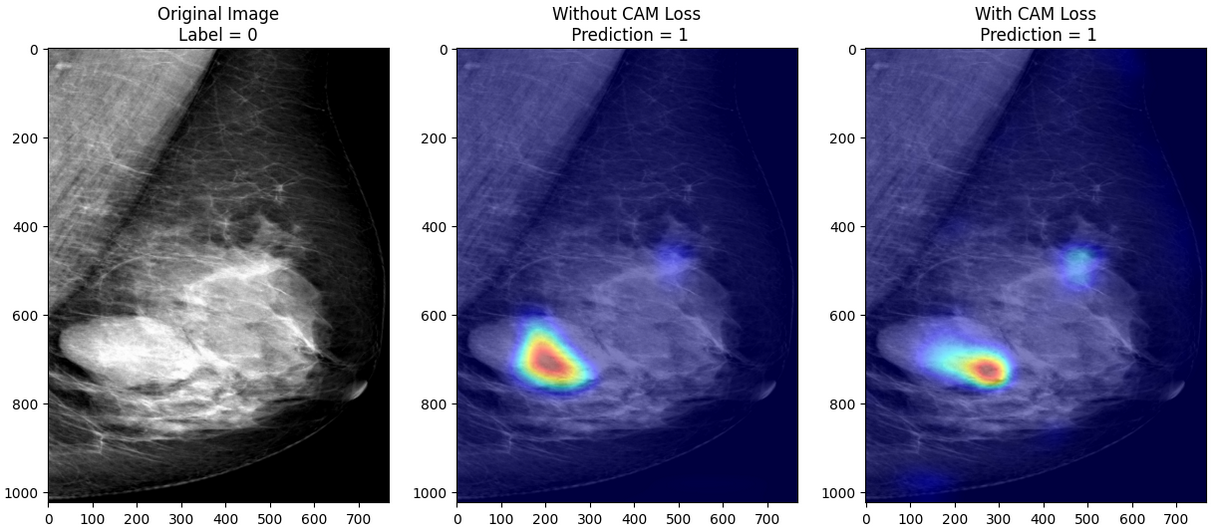 Original Image
Label = 0
Without CAM Loss
Prediction = 1
With CAM Loss
Prediction = 1
0
200
400
600
800
1000
0 100 200 300 400 500 600 700
0
200
400
600
800
1000
0 100 200 300 400 500 600 700
0
200
400
600
800
1000
0 100 200 300 400 500 600 700